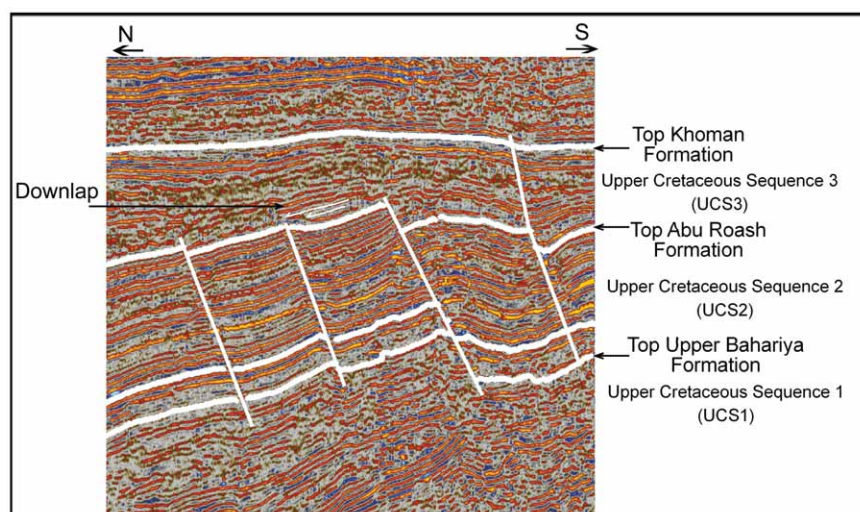 N
S
Top Khoman
Formation
Upper Cretaceous Sequence 3
(UCS3)
Downlap
Top Abu Roash
Formation
Upper Cretaceous Sequence 2
(UCS2)
Top Upper Bahariya
Formation
Upper Cretaceous Sequence 1
(UCS1)